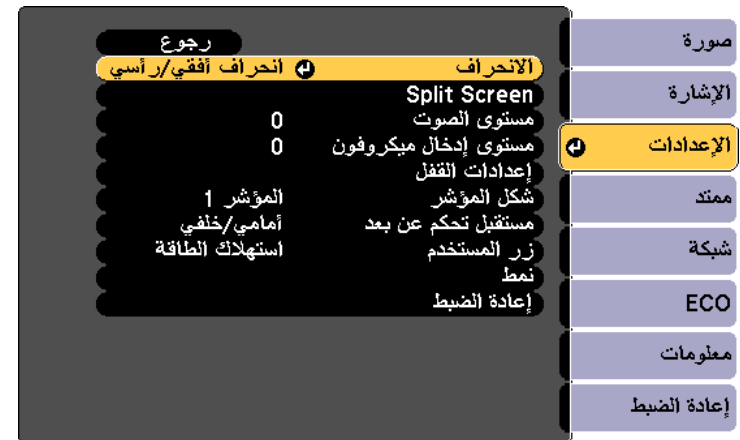 صورة
الإشارة
الإعدادات
ممتد
شبكة
ECO
معلومات
إعادة الضبط
رجوع
الانحراف انحراف أفقي/رأسي
Split Screen
مستوى الصوت 0
مستوى إدخال ميكروفون 0
إعدادات القفل
شكل المؤشر المؤشر 1
مستقبل تحكم عن بعد أمامي/خلفي
زر المستخدم استهلاك الطاقة
نمط
إعادة الضبط